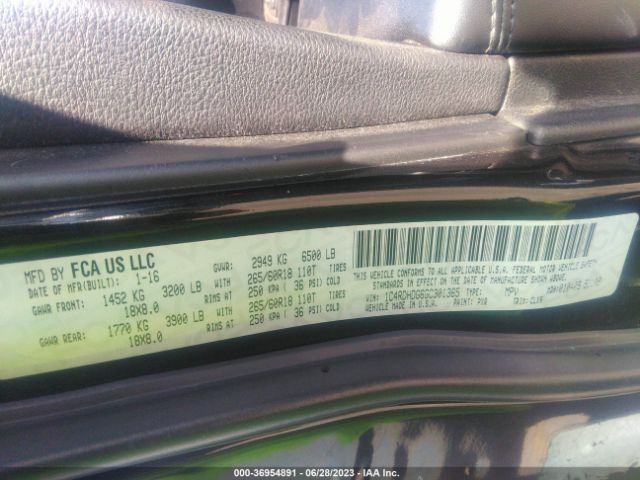 MFD BY FCA US LLC
DATE OF MFR(BUILT): 1-16 GVWR: 2949 KG 6500 LB
GAWR FRONT: 1452 KG 3200 LB WITH 265/60R18 110T TIRES
18X8.0 RIMS AT 250 KPA ( 36 PSI) COLD
GAWR REAR: 1770 KG 3900 LB WITH 265/60R18 110T TIRES
18X8.0 RIMS AT 250 KPA ( 36 PSI) COLD
THIS VEHICLE CONFORMS TO ALL APPLICABLE U.S.A. FEDERAL MOTOR VEHICLE SAFETY
STANDARDS IN EFFECT ON THE DATE OF MANUFACTURE SHOWN ABOVE.
VIN: 1C4RDHDG6GC301365 TYPE: MPV
VEHICLE MADE IN U.S.A. PAINT: PXR TRIM:
000-36954891 - 06/28/2023 - IAA Inc.